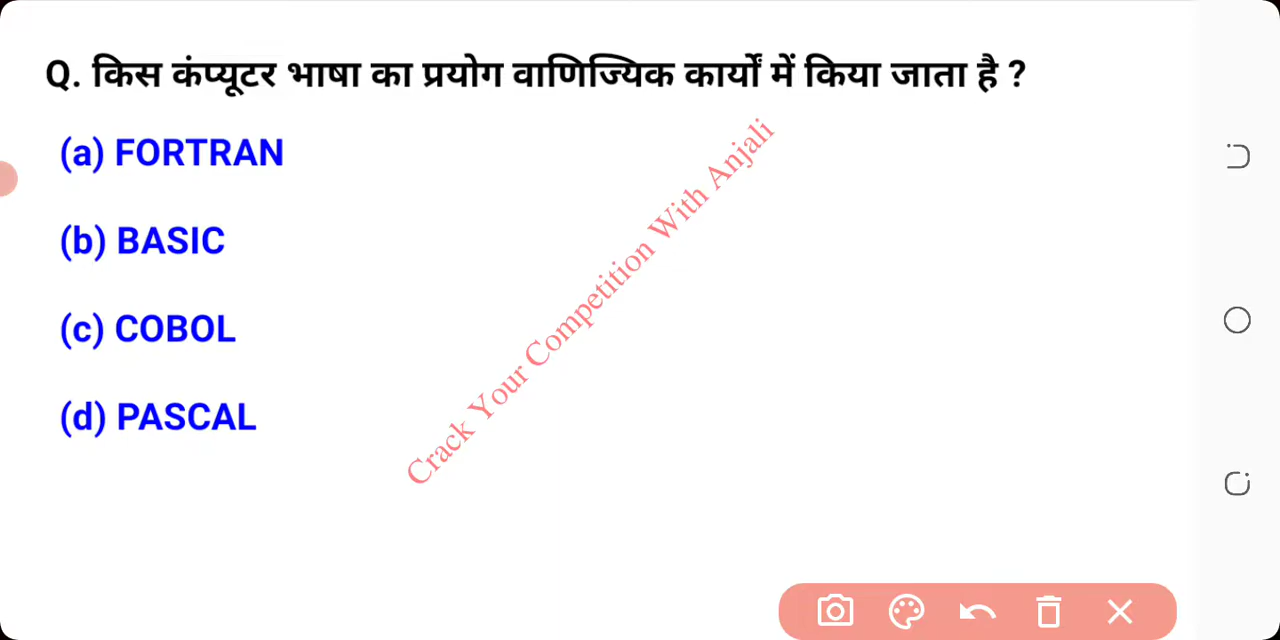 Q. किस कंप्यूटर भाषा का प्रयोग वाणिज्यिक कार्यों में किया जाता है ?
(a) FORTRAN
(b) BASIC
(c) COBOL
(d) PASCAL
Crack Your Competition With Anjali